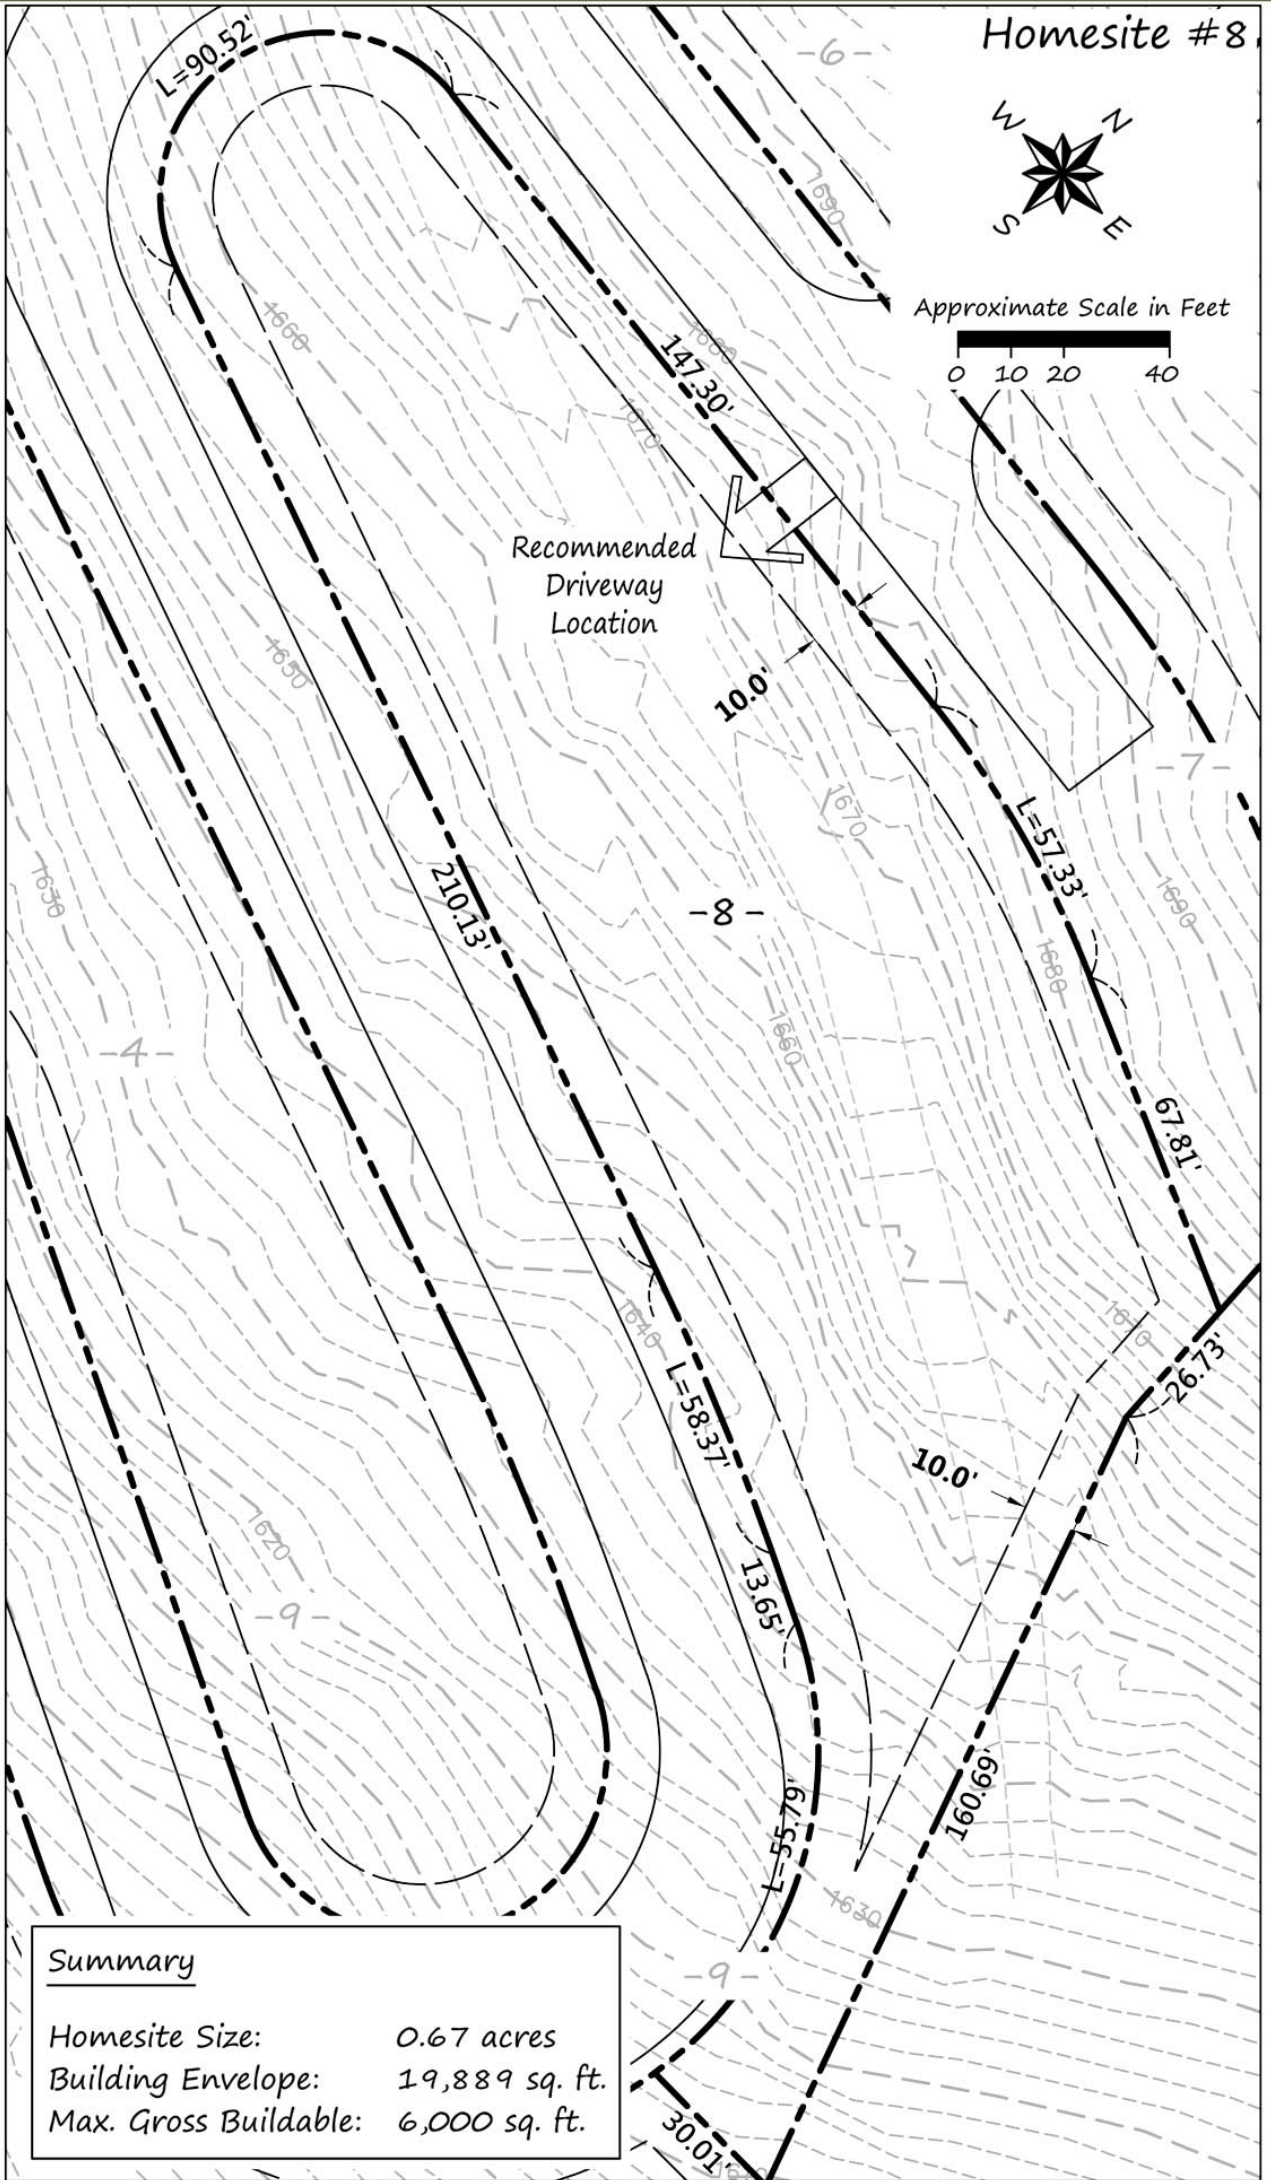 Homesite #8
-6-
L=90.52'
W
N
S
E
1690
Approximate Scale in Feet
0 10 20 40
1660
1680
147.30'
1670
Recommended
Driveway
Location
10.0'
1650
-7-
1670
L=57.33'
1630
210.13'
-8-
1690
1680
1660
-4-
67.81'
1640
26.73'
L=58.37'
10.0'
1620
13.65'
-9-
160.69'
L=55.79'
1630
-9-
30.01'
Summary
Homesite Size: 0.67 acres
Building Envelope: 19,889 sq. ft.
Max. Gross Buildable: 6,000 sq. ft.